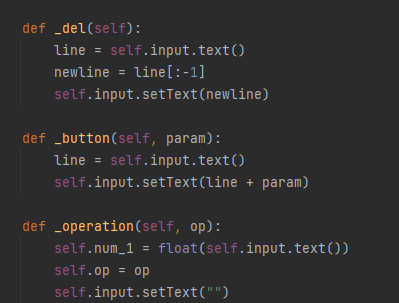 def _del(self):
    line = self.input.text()
    newline = line[:-1]
    self.input.setText(newline)

def _button(self, param):
    line = self.input.text()
    self.input.setText(line + param)

def _operation(self, op):
    self.num_1 = float(self.input.text())
    self.op = op
    self.input.setText("")